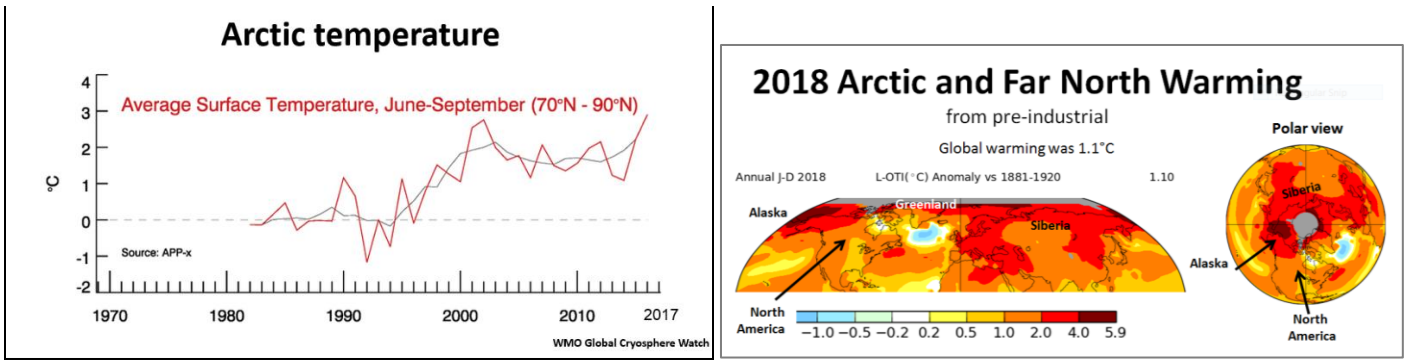 Arctic temperature
4
Average Surface Temperature, June-September (70°N - 90°N)
3
2
°C
1
0
-1
Source: APP-x
-2
1970
1980
1990
2000
2010
2017
WMO Global Cryosphere Watch
2018 Arctic and Far North Warming
from pre-industrial
Polar view
Global warming was 1.1°C
Annual J-D 2018
L-OTI(°C) Anomaly vs 1881-1920
1.10
Alaska
Greenland
Siberia
Siberia
Alaska
North
America
North
America
-1.0 -0.5 -0.2 0.2 0.5 1.0 2.0 4.0 5.9